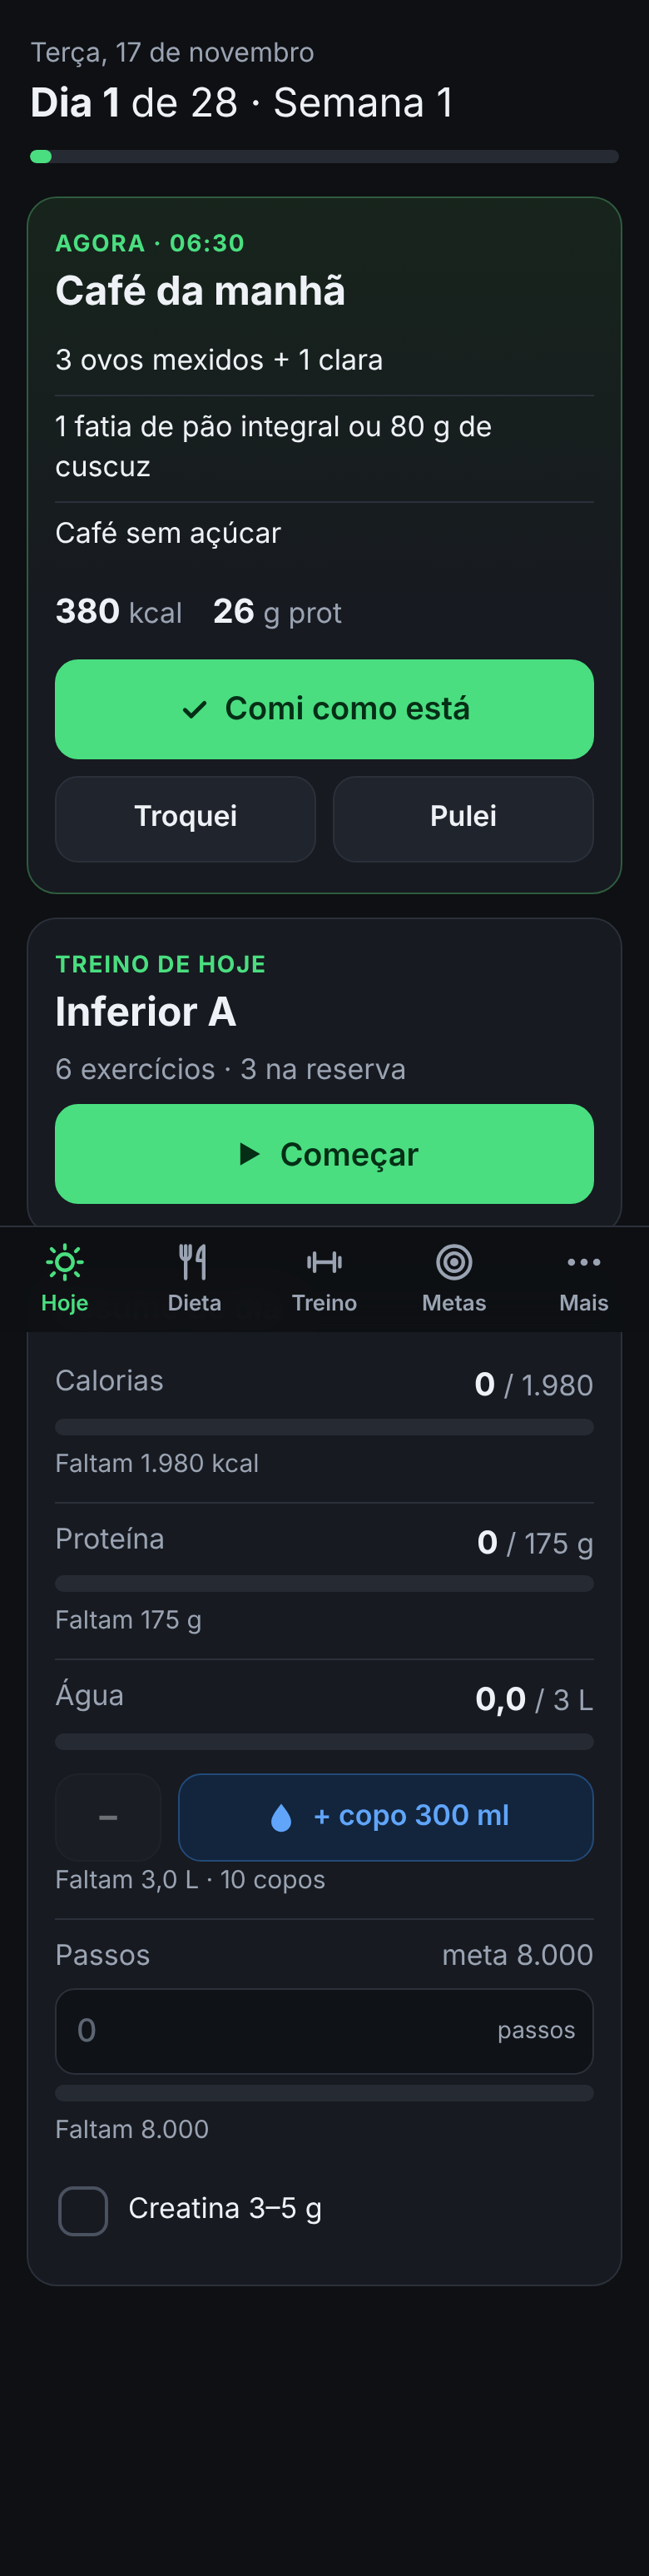 Terça, 17 de novembro
Dia 1 de 28 · Semana 1
AGORA · 06:30
Café da manhã
3 ovos mexidos + 1 clara
1 fatia de pão integral ou 80 g de
cuscuz
Café sem açúcar
380 kcal 26 g prot
✓ Comi como está
Troquei Pulei
TREINO DE HOJE
Inferior A
6 exercícios · 3 na reserva
Começar
Hoje Dieta Treino Metas Mais
Calorias 0 / 1.980
Faltam 1.980 kcal
Proteína 0 / 175 g
Faltam 175 g
Água 0,0 / 3 L
– + copo 300 ml
Faltam 3,0 L · 10 copos
Passos meta 8.000
0 passos
Faltam 8.000
Creatina 3–5 g